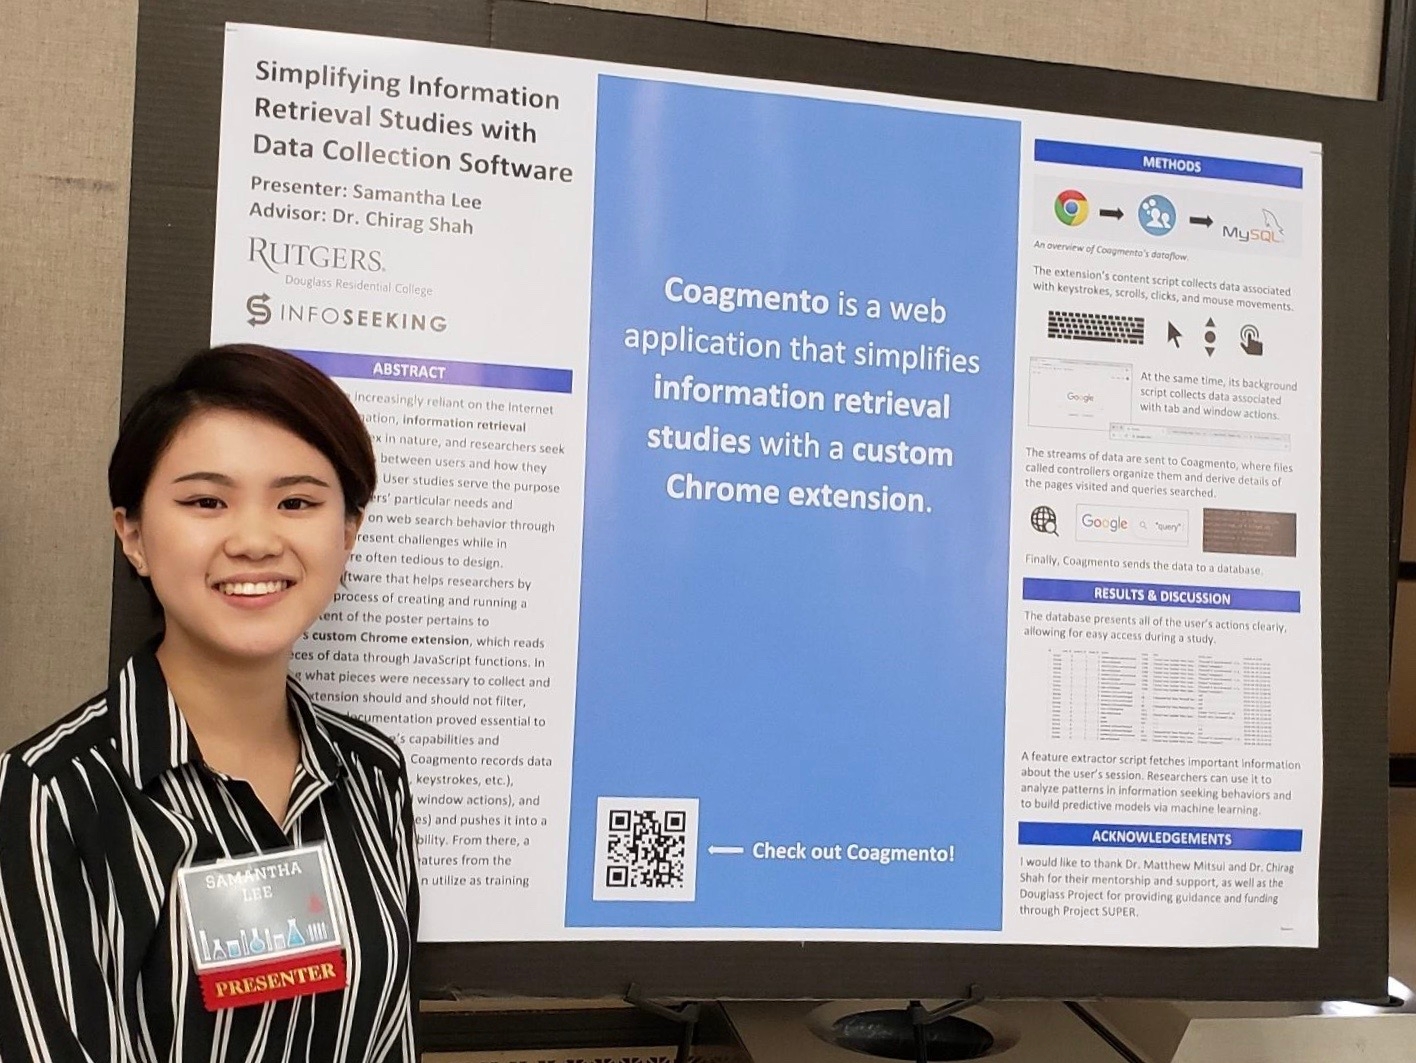 Simplifying Information
Retrieval Studies with
Data Collection Software
Presenter: Samantha Lee
Advisor: Dr. Chirag Shah
RUTGERS
Douglass Residential College
INFOSEEKING
ABSTRACT
increasingly reliant on the Internet
information retrieval
in nature, and researchers seek
between users and how they
User studies serve the purpose
particular needs and
on web search behavior through
present challenges while in
often tedious to design.
that helps researchers by
process of creating and running a
of the poster pertains to
custom Chrome extension, which reads
of data through JavaScript functions. In
what pieces were necessary to collect and
should and should not filter,
proved essential to
capabilities and
Coagmento records data
keystrokes, etc.),
window actions), and
and pushes it into a
From there, a
from the
utilize as training
Coagmento is a web
application that simplifies
information retrieval
studies with a custom
Chrome extension.
Check out Coagmento!
METHODS
MySQL
An overview of Coagmento's dataflow.
The extension's content script collects data associated
with keystrokes, scrolls, clicks, and mouse movements.
Google
At the same time, its background
script collects data associated
with tab and window actions.
The streams of data are sent to Coagmento, where files
called controllers organize them and derive details of
the pages visited and queries searched.
Google "query"
Finally, Coagmento sends the data to a database.
RESULTS & DISCUSSION
The database presents all of the user's actions clearly,
allowing for easy access during a study.
A feature extractor script fetches important information
about the user's session. Researchers can use it to
analyze patterns in information seeking behaviors and
to build predictive models via machine learning.
ACKNOWLEDGEMENTS
I would like to thank Dr. Matthew Mitsui and Dr. Chirag
Shah for their mentorship and support, as well as the
Douglass Project for providing guidance and funding
through Project SUPER.
SAMANTHA
LEE
PRESENTER